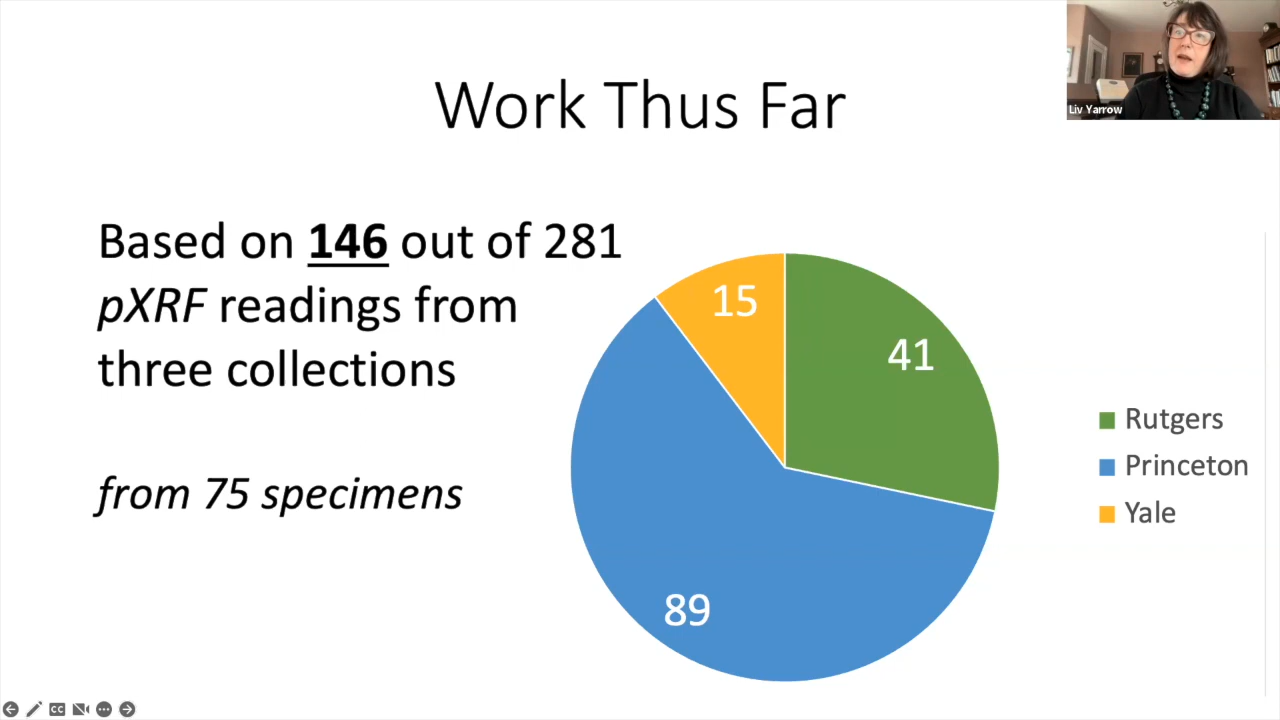 Work Thus Far
Liv Yarrow
Based on 146 out of 281
pXRF readings from
three collections
from 75 specimens
15
41
89
Rutgers
Princeton
Yale
CC